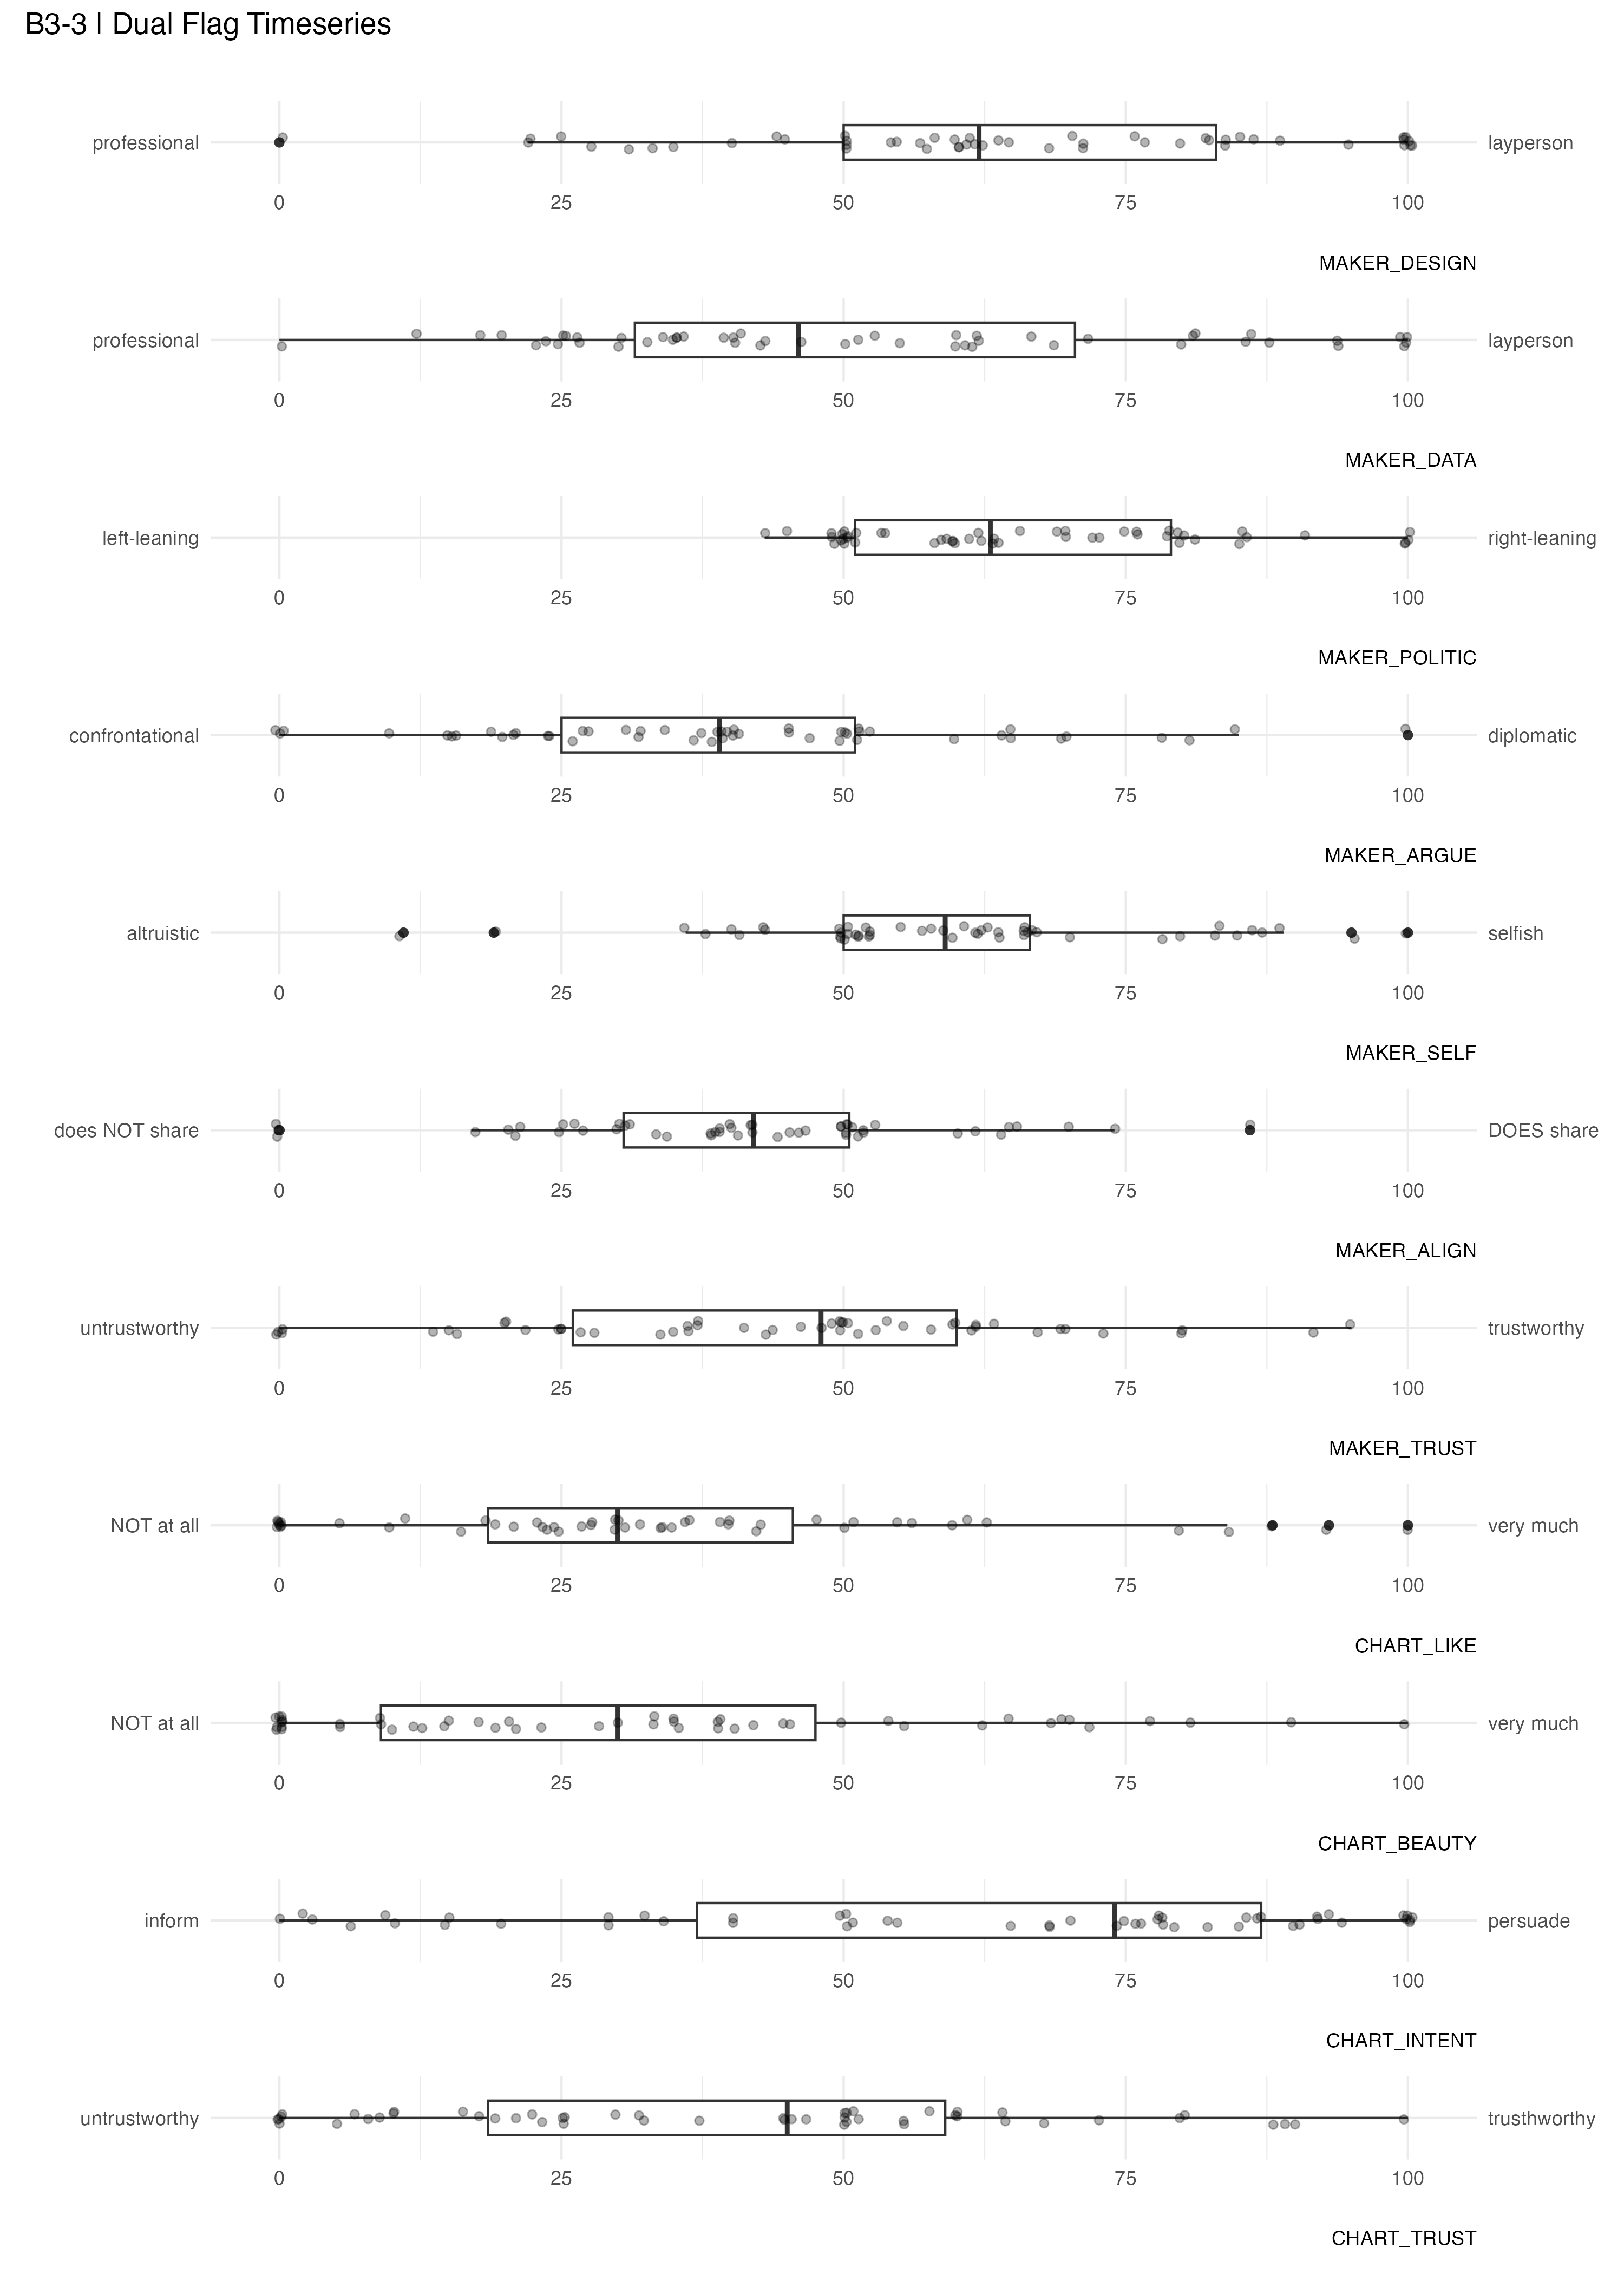 B3-3 | Dual Flag Timeseries
professional layperson
0 25 50 75 100
MAKER_DESIGN
professional layperson
0 25 50 75 100
MAKER_DATA
left-leaning right-leaning
0 25 50 75 100
MAKER_POLITIC
confrontational diplomatic
0 25 50 75 100
MAKER_ARGUE
altruistic selfish
0 25 50 75 100
MAKER_SELF
does NOT share DOES share
0 25 50 75 100
MAKER_ALIGN
untrustworthy trustworthy
0 25 50 75 100
MAKER_TRUST
NOT at all very much
0 25 50 75 100
CHART_LIKE
NOT at all very much
0 25 50 75 100
CHART_BEAUTY
inform persuade
0 25 50 75 100
CHART_INTENT
untrustworthy trusthworthy
0 25 50 75 100
CHART_TRUST